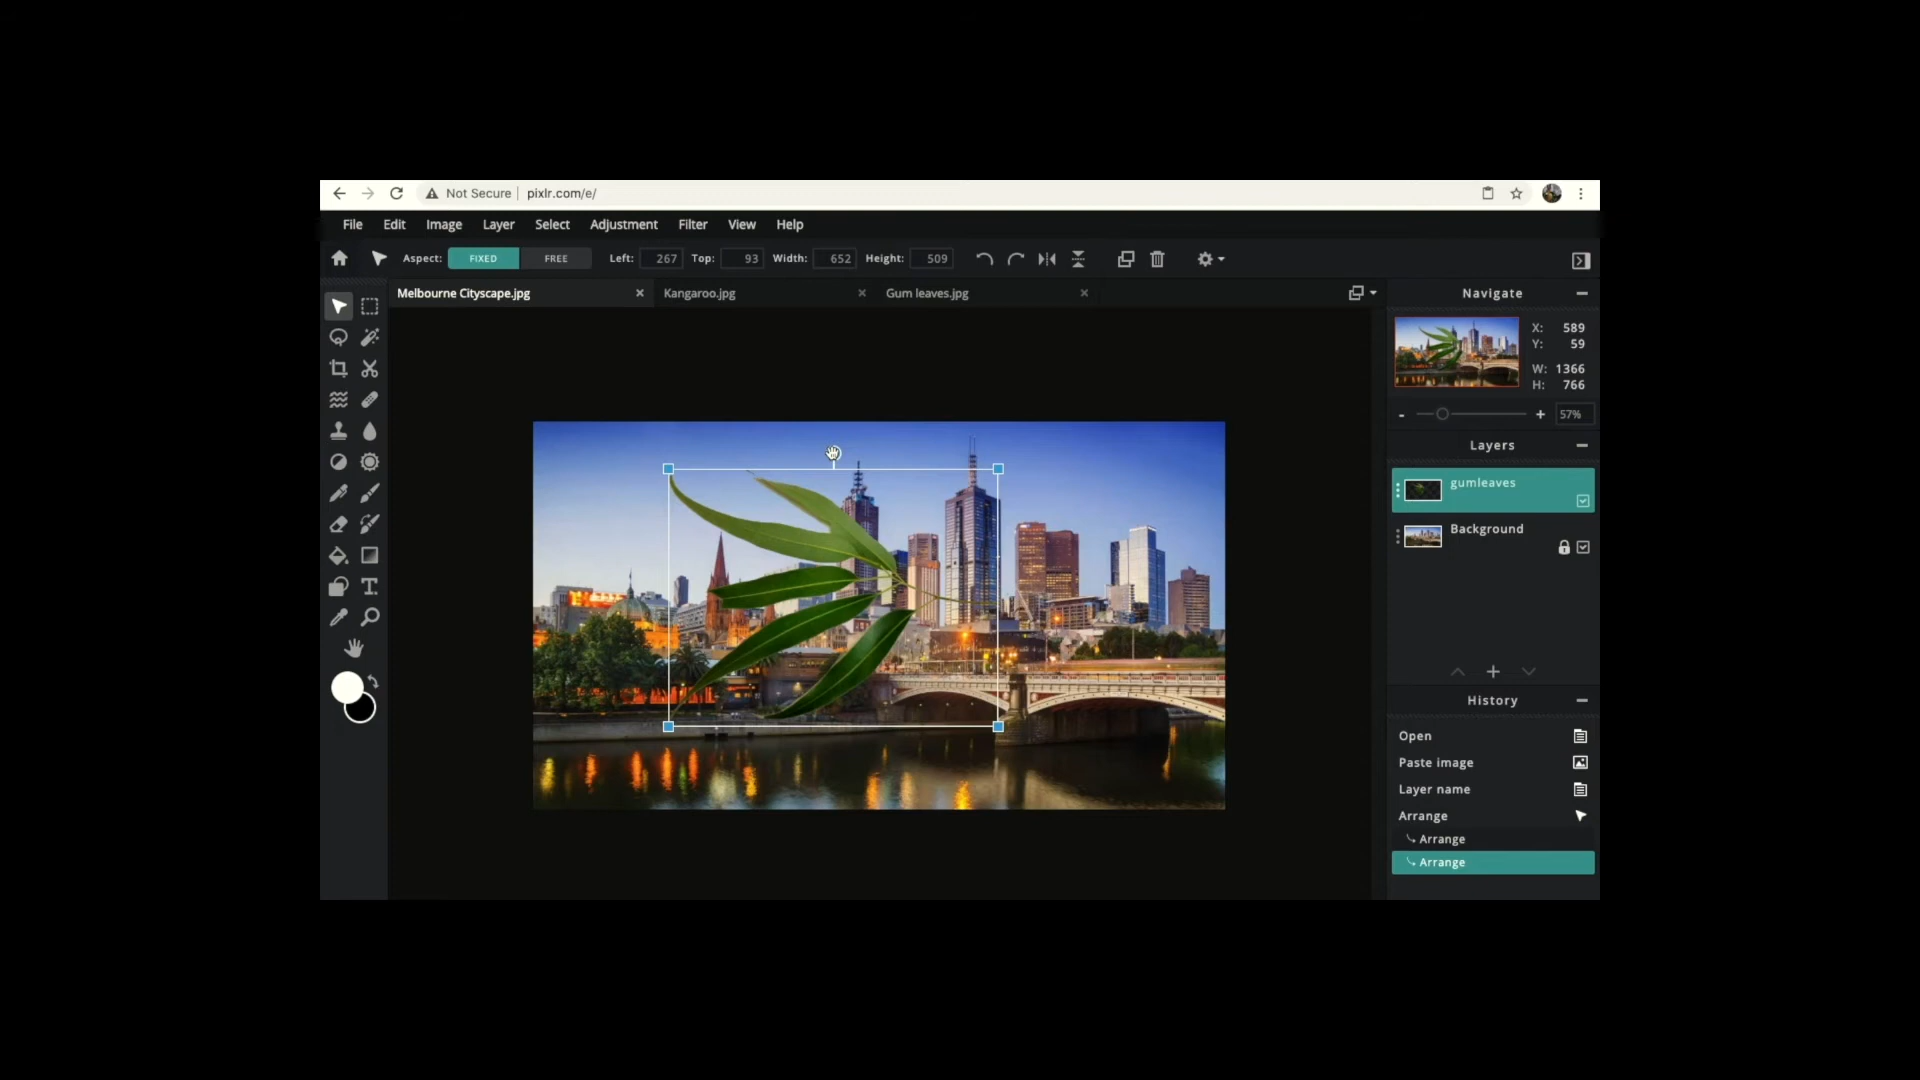 Not Secure pixlr.com/e/
File Edit Image Layer Select Adjustment Filter View Help
Aspect: FIXED FREE Left: 267 Top: 93 Width: 652 Height: 509
Melbourne Cityscape.jpg Kangaroo.jpg Gum leaves.jpg
Navigate
X: 589
Y: 59
W: 1366
H: 766
- + 57%
Layers
gumleaves
Background
History
Open
Paste image
Layer name
Arrange
Arrange
Arrange